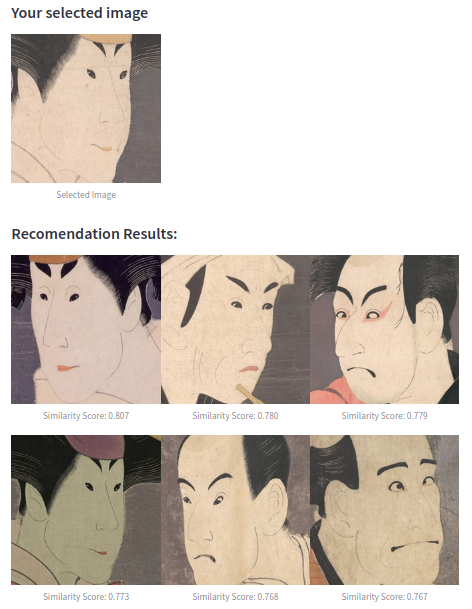 Your selected image
Selected Image
Recomendation Results:
Similarity Score: 0.807
Similarity Score: 0.780
Similarity Score: 0.779
Similarity Score: 0.773
Similarity Score: 0.768
Similarity Score: 0.767